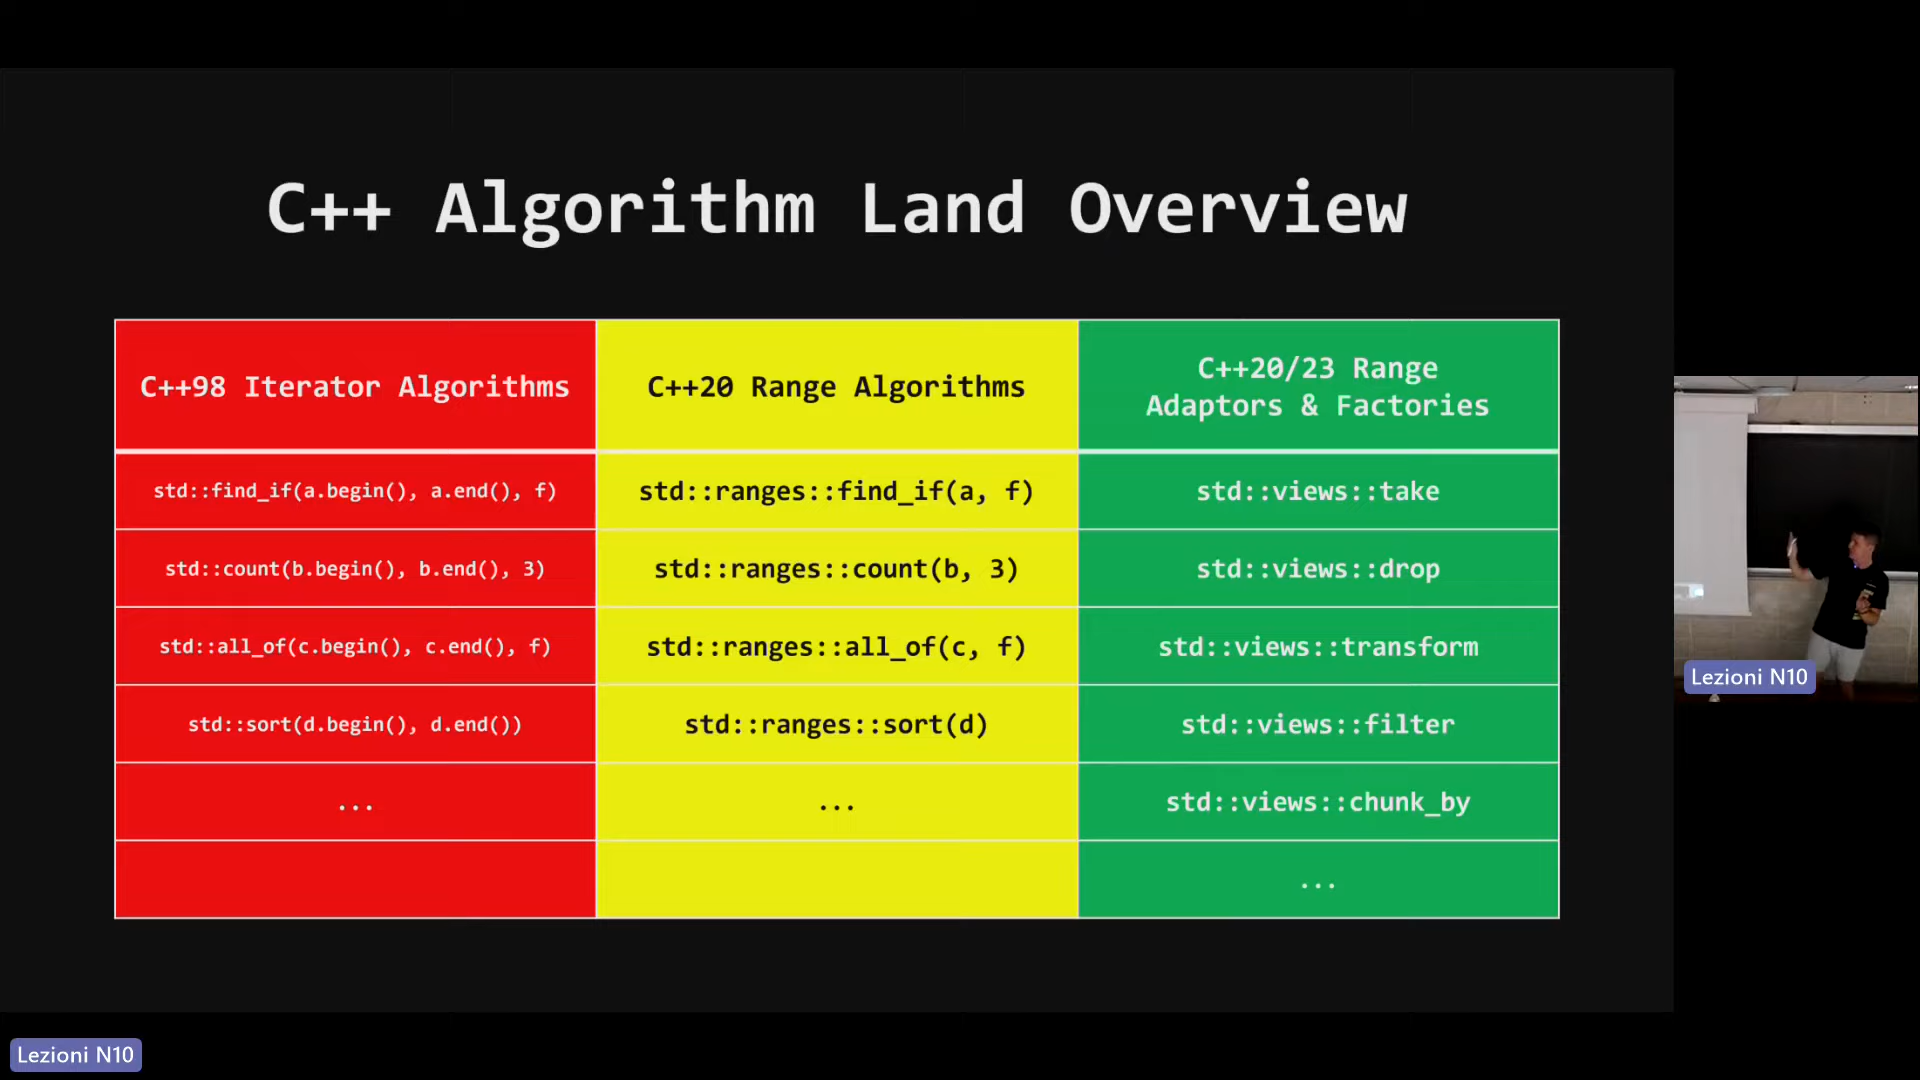 C++ Algorithm Land Overview
C++98 Iterator Algorithms
C++20 Range Algorithms
C++20/23 Range
Adaptors & Factories
std::find_if(a.begin(), a.end(), f)
std::ranges::find_if(a, f)
std::views::take
std::count(b.begin(), b.end(), 3)
std::ranges::count(b, 3)
std::views::drop
std::all_of(c.begin(), c.end(), f)
std::ranges::all_of(c, f)
std::views::transform
std::sort(d.begin(), d.end())
std::ranges::sort(d)
std::views::filter
...
...
std::views::chunk_by
...
Lezioni N10
Lezioni N10